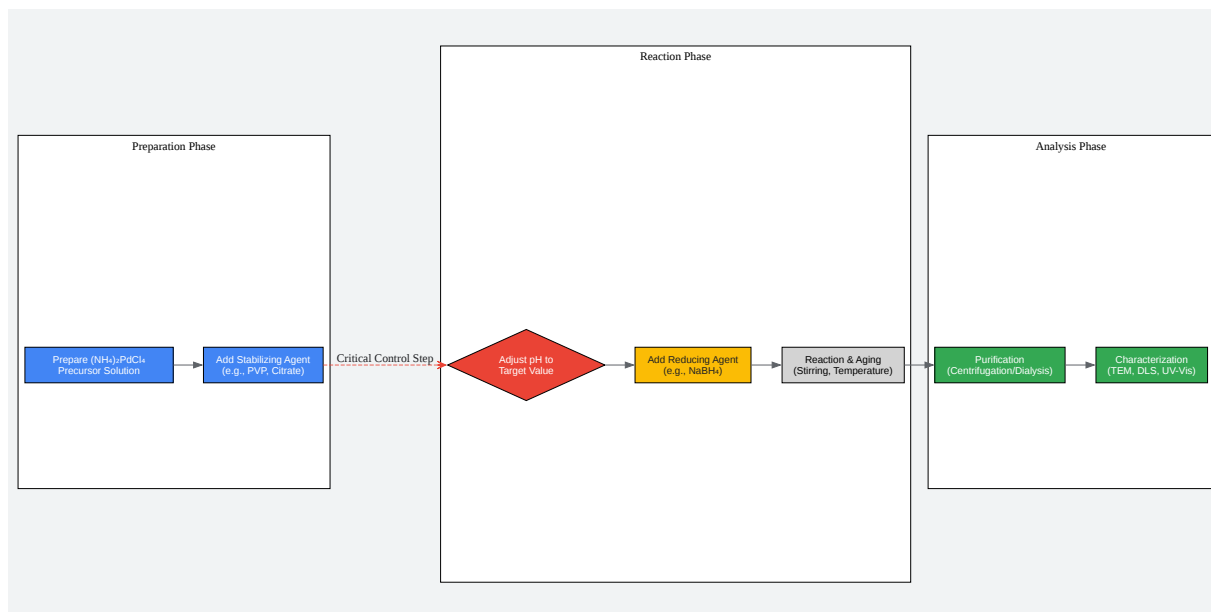 Reaction Phase
Preparation Phase
Analysis Phase
Prepare (NH₄)₂PdCl₄
Precursor Solution
Add Stabilizing Agent
(e.g., PVP, Citrate)
Critical Control Step
Adjust pH to
Target Value
Add Reducing Agent
(e.g., NaBH₄)
Reaction & Aging
(Stirring, Temperature)
Purification
(Centrifugation/Dialysis)
Characterization
(TEM, DLS, UV-Vis)